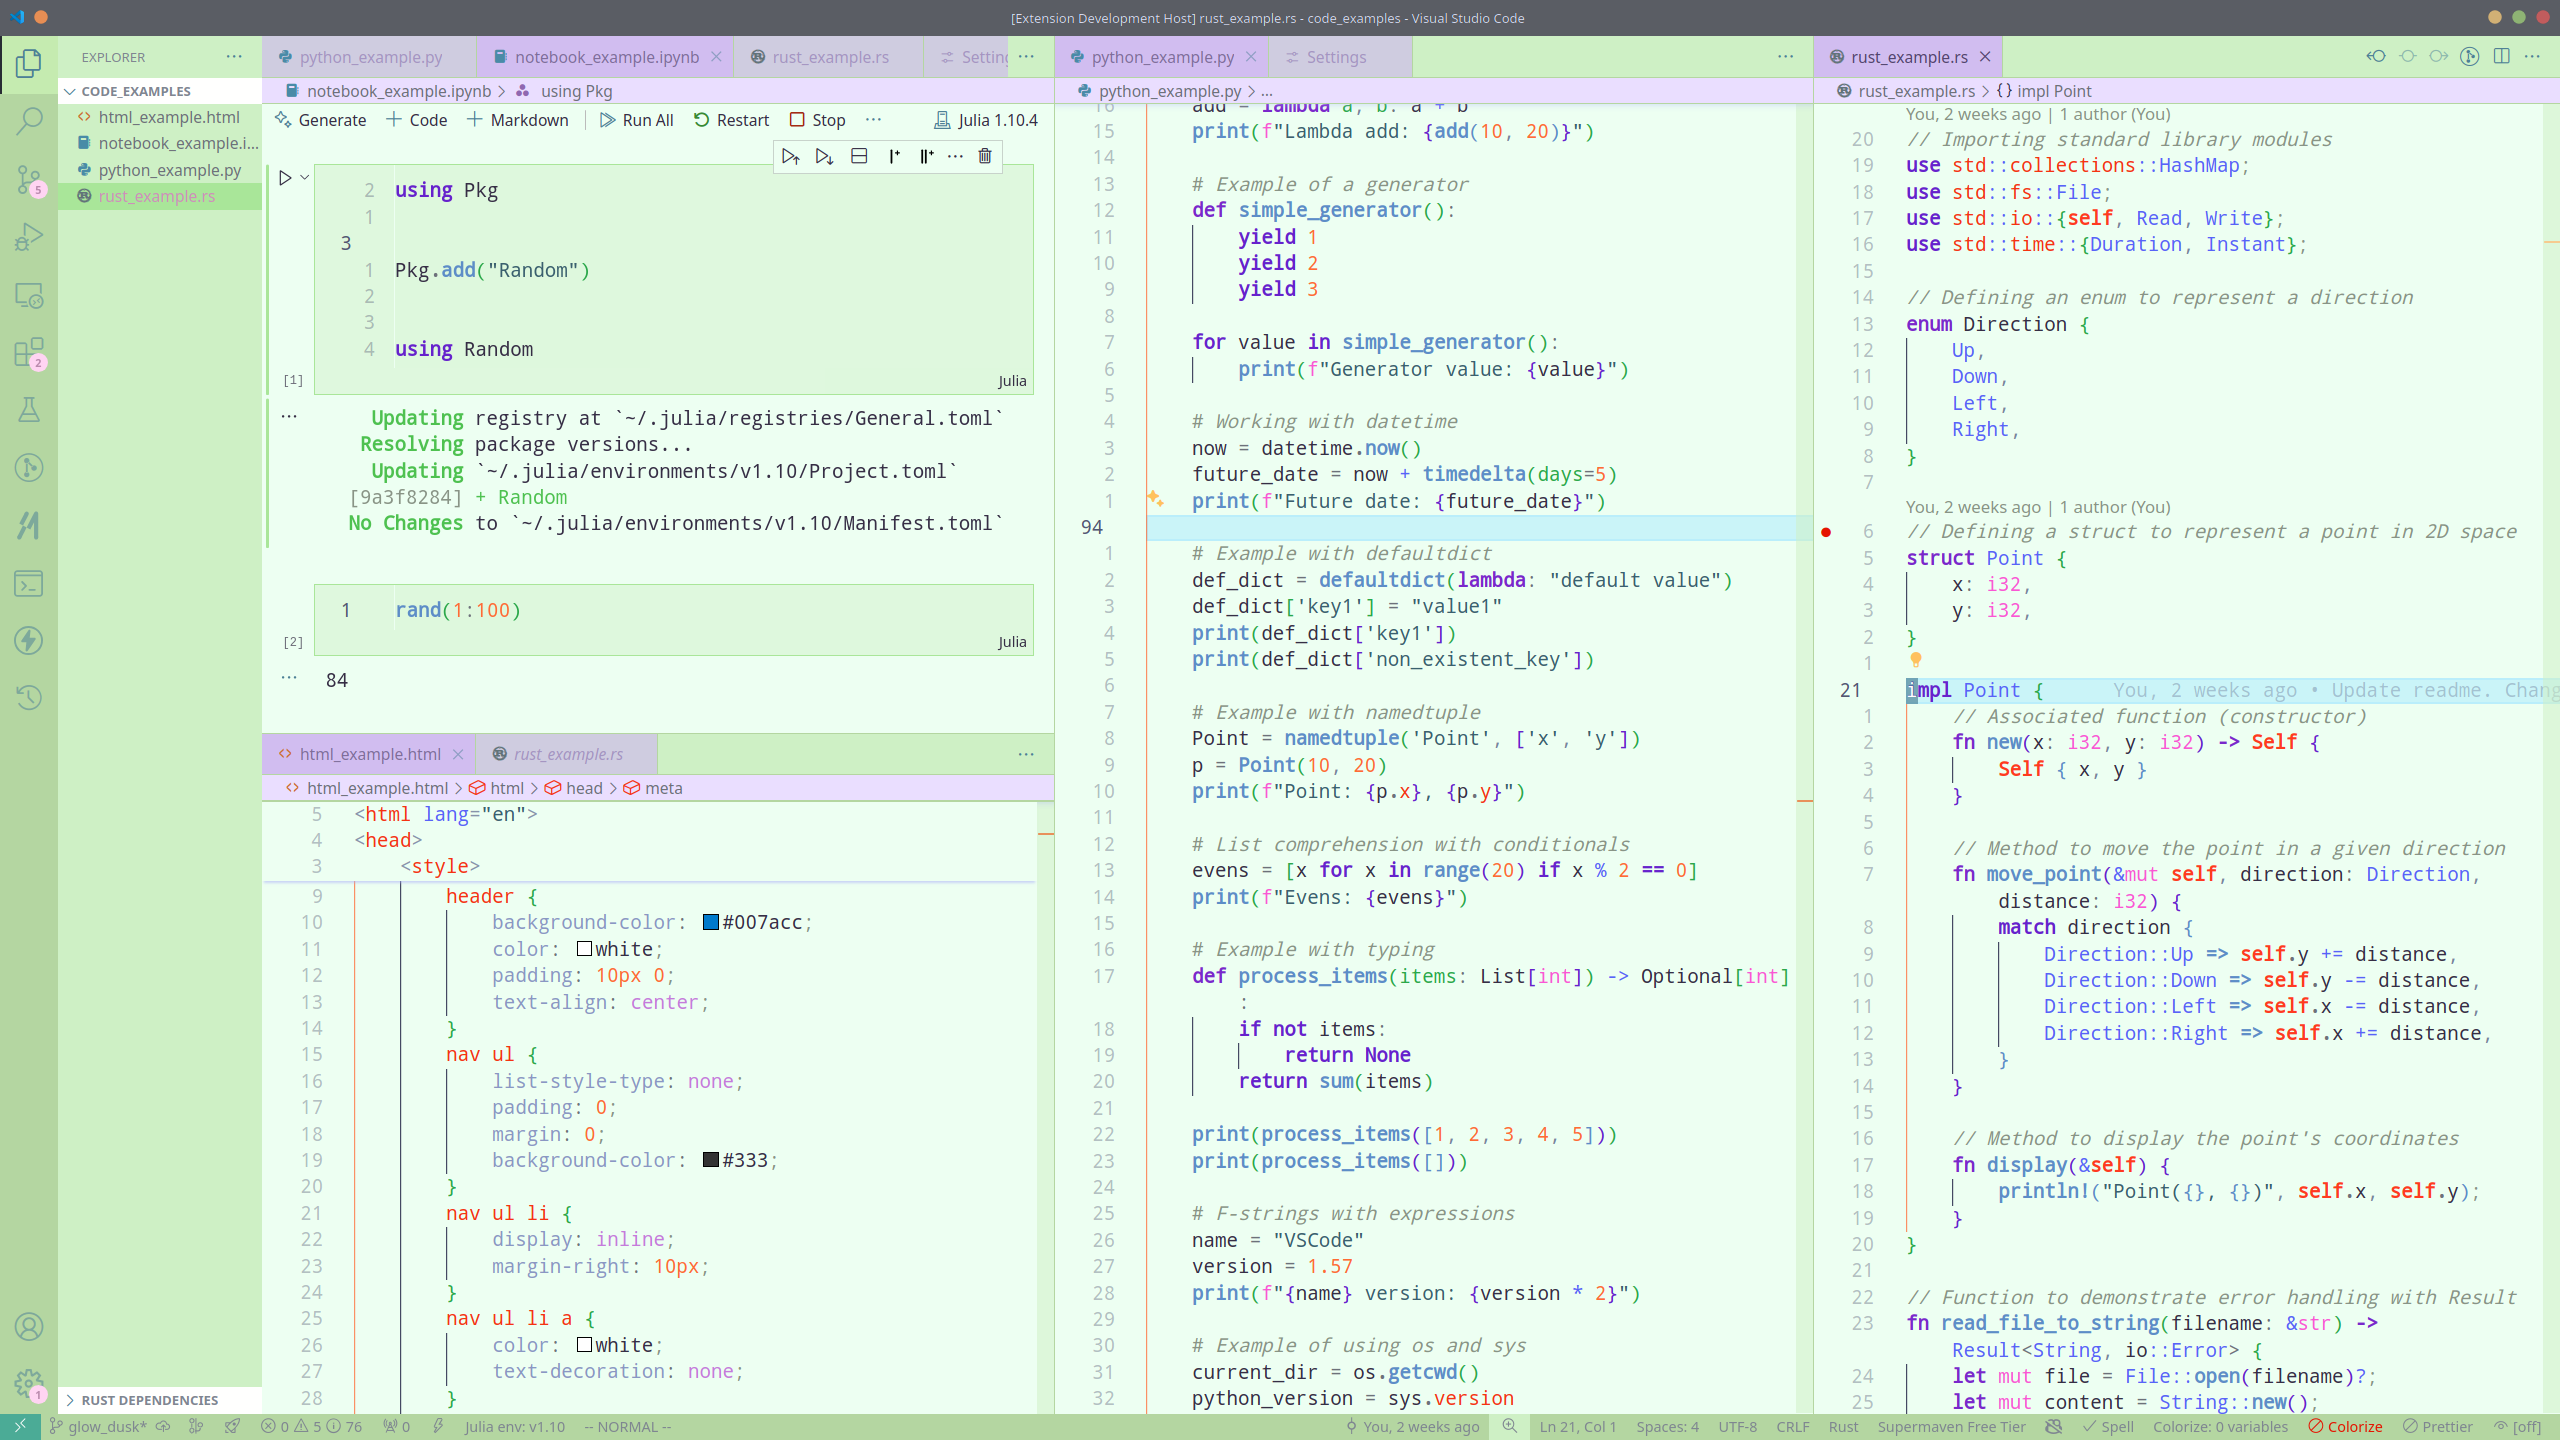 [Extension Development Host] rust_example.rs - code_examples - Visual Studio Code
EXPLORER
CODE_EXAMPLES
html_example.html
notebook_example.i...
python_example.py
rust_example.rs
5
2
1
RUST DEPENDENCIES
python_example.py
notebook_example.ipynb
rust_example.rs
Setting
notebook_example.ipynb > using Pkg
Generate
Code
Markdown
Run All
Restart
Stop
Julia 1.10.4
2 using Pkg
1
3
1 Pkg.add("Random")
2
3
4 using Random
[1]
Julia
Updating registry at `~/.julia/registries/General.toml`
Resolving package versions...
Updating `~/.julia/environments/v1.10/Project.toml`
[9a3f8284] + Random
No Changes to `~/.julia/environments/v1.10/Manifest.toml`
1 rand(1:100)
[2]
Julia
84
html_example.html
rust_example.rs
html_example.html > html > head > meta
5 <html lang="en">
4 <head>
3 <style>
9 header {
10 background-color: #007acc;
11 color: white;
12 padding: 10px 0;
13 text-align: center;
14 }
15 nav ul {
16 list-style-type: none;
17 padding: 0;
18 margin: 0;
19 background-color: #333;
20 }
21 nav ul li {
22 display: inline;
23 margin-right: 10px;
24 }
25 nav ul li a {
26 color: white;
27 text-decoration: none;
28 }
python_example.py
Settings
python_example.py > ...
16 add = lambda a, b: a + b
15 print(f"Lambda add: {add(10, 20)}")
14
13 # Example of a generator
12 def simple_generator():
11 yield 1
10 yield 2
9 yield 3
8
7 for value in simple_generator():
6 print(f"Generator value: {value}")
5
4 # Working with datetime
3 now = datetime.now()
2 future_date = now + timedelta(days=5)
1 print(f"Future date: {future_date}")
94
1 # Example with defaultdict
2 def_dict = defaultdict(lambda: "default value")
3 def_dict['key1'] = "value1"
4 print(def_dict['key1'])
5 print(def_dict['non_existent_key'])
6
7 # Example with namedtuple
8 Point = namedtuple('Point', ['x', 'y'])
9 p = Point(10, 20)
10 print(f"Point: {p.x}, {p.y}")
11
12 # List comprehension with conditionals
13 evens = [x for x in range(20) if x % 2 == 0]
14 print(f"Evens: {evens}")
15
16 # Example with typing
17 def process_items(items: List[int]) -> Optional[int]
:
18 if not items:
19 return None
20 return sum(items)
21
22 print(process_items([1, 2, 3, 4, 5]))
23 print(process_items([]))
24
25 # F-strings with expressions
26 name = "VSCode"
27 version = 1.57
28 print(f"{name} version: {version * 2}")
29
30 # Example of using os and sys
31 current_dir = os.getcwd()
32 python_version = sys.version
rust_example.rs
rust_example.rs > {} impl Point
You, 2 weeks ago | 1 author (You)
20 // Importing standard library modules
19 use std::collections::HashMap;
18 use std::fs::File;
17 use std::io::{self, Read, Write};
16 use std::time::{Duration, Instant};
15
14 // Defining an enum to represent a direction
13 enum Direction {
12 Up,
11 Down,
10 Left,
9 Right,
8 }
7
You, 2 weeks ago | 1 author (You)
6 // Defining a struct to represent a point in 2D space
5 struct Point {
4 x: i32,
3 y: i32,
2 }
1
21 impl Point { You, 2 weeks ago • Update readme. Chang
1 // Associated function (constructor)
2 fn new(x: i32, y: i32) -> Self {
3 Self { x, y }
4 }
5
6 // Method to move the point in a given direction
7 fn move_point(&mut self, direction: Direction,
distance: i32) {
8 match direction {
9 Direction::Up => self.y += distance,
10 Direction::Down => self.y -= distance,
11 Direction::Left => self.x -= distance,
12 Direction::Right => self.x += distance,
13 }
14 }
15
16 // Method to display the point's coordinates
17 fn display(&self) {
18 println!("Point({}, {})", self.x, self.y);
19 }
20 }
21
22 // Function to demonstrate error handling with Result
23 fn read_file_to_string(filename: &str) ->
Result<String, io::Error> {
24 let mut file = File::open(filename)?;
25 let mut content = String::new();
glow_dusk* 0 5 76 0 Julia env: v1.10 -- NORMAL -- You, 2 weeks ago Ln 21, Col 1 Spaces: 4 UTF-8 CRLF Rust Supermaven Free Tier Spell Colorize: 0 variables Colorize Prettier [off]